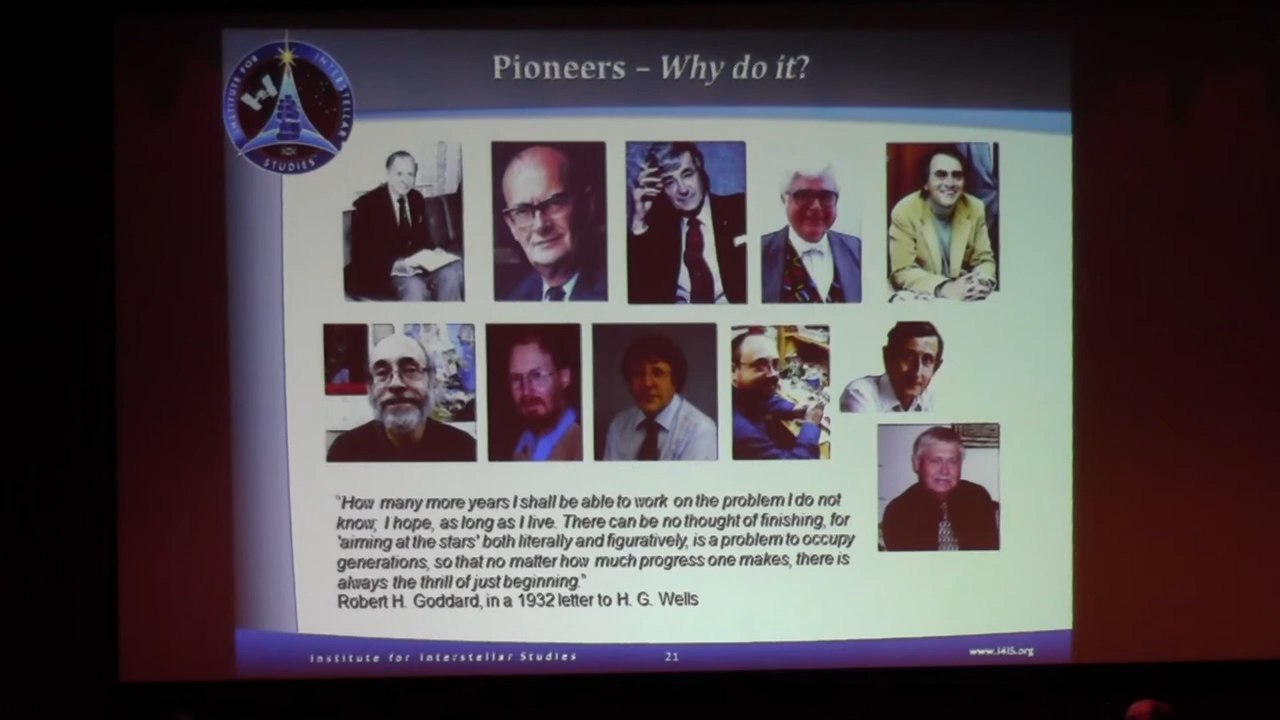 Pioneers – Why do it?
INSTITUTE FOR INTERSTELLAR STUDIES
"How many more years I shall be able to work on the problem I do not
know; I hope, as long as I live. There can be no thought of finishing, for
'aiming at the stars' both literally and figuratively, is a problem to occupy
generations, so that no matter how much progress one makes, there is
always the thrill of just beginning."
Robert H. Goddard, in a 1932 letter to H. G. Wells
Institute for Interstellar Studies
21
www.I4IS.org